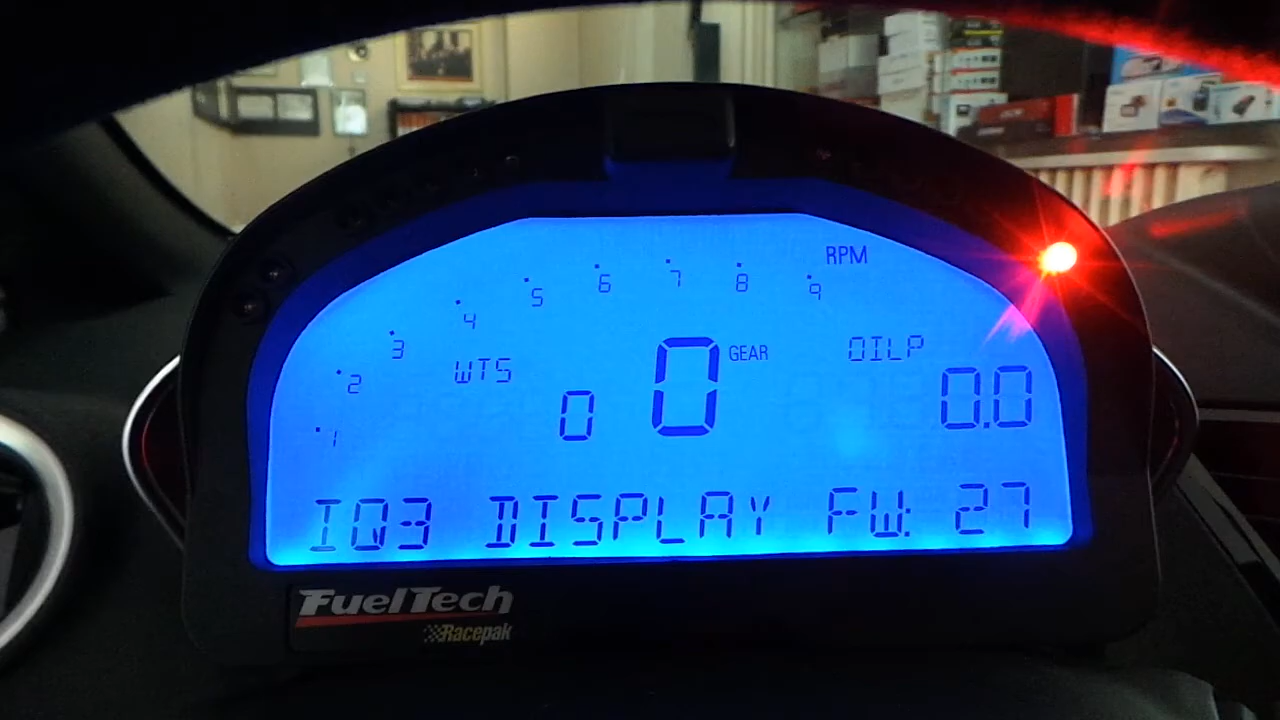 RPM
1 2 3 4 5 6 7 8 9
WTS
0
0 GEAR
OILP
0.0
IQ3 DISPLAY FW: 27
FuelTech
Racepak